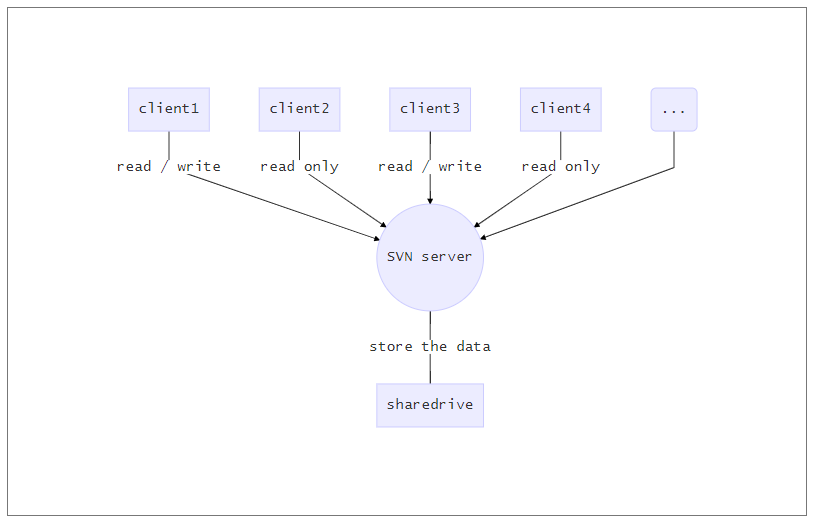 client1
client2
client3
client4
...
read / write
read only
read / write
read only
SVN server
store the data
sharedrive